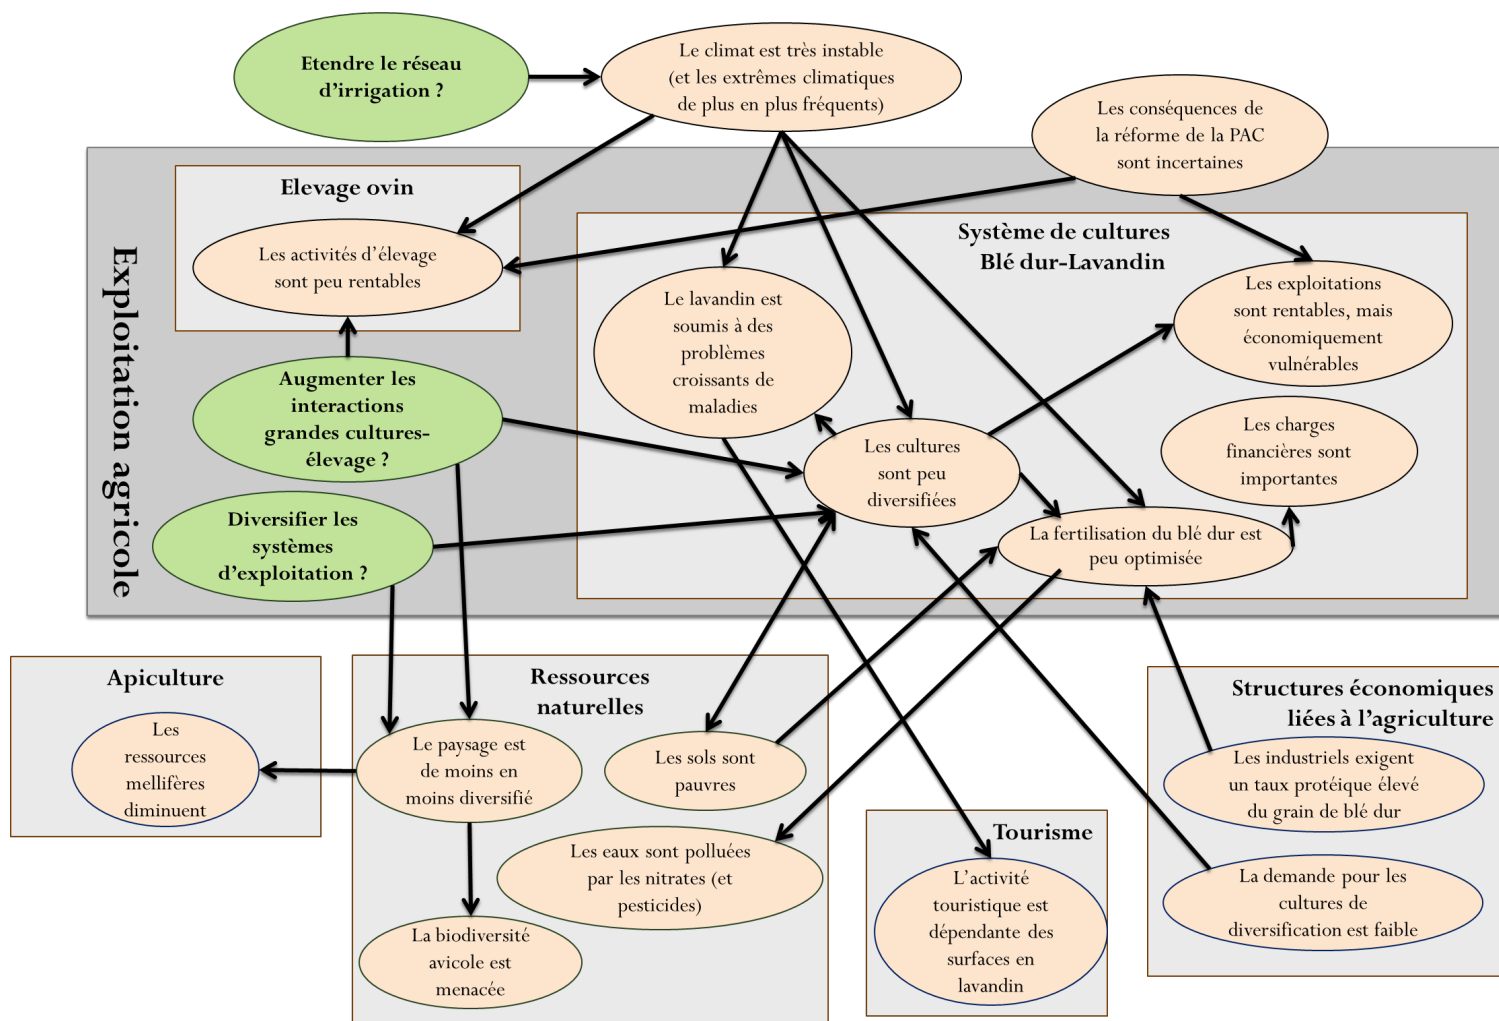 Etendre le réseau
d'irrigation ?
Le climat est très instable
(et les extrêmes climatiques
de plus en plus fréquents)
Les conséquences de
la réforme de la PAC
sont incertaines
Exploitation agricole
Elevage ovin
Les activités d'élevage
sont peu rentables
Système de cultures
Blé dur-Lavandin
Le lavandin est
soumis à des
problèmes
croissants de
maladies
Les exploitations
sont rentables, mais
économiquement
vulnérables
Augmenter les
interactions
grandes cultures-
élevage ?
Les cultures
sont peu
diversifiées
Les charges
financières sont
importantes
Diversifier les
systèmes
d'exploitation ?
La fertilisation du blé dur est
peu optimisée
Apiculture
Les
ressources
mellifères
diminuent
Ressources
naturelles
Le paysage est
de moins en
moins diversifié
Les sols sont
pauvres
Les eaux sont polluées
par les nitrates (et
pesticides)
La biodiversité
avicole est
menacée
Tourisme
L'activité
touristique est
dépendante des
surfaces en
lavandin
Structures économiques
liées à l'agriculture
Les industriels exigent
un taux protéique élevé
du grain de blé dur
La demande pour les
cultures de
diversification est faible